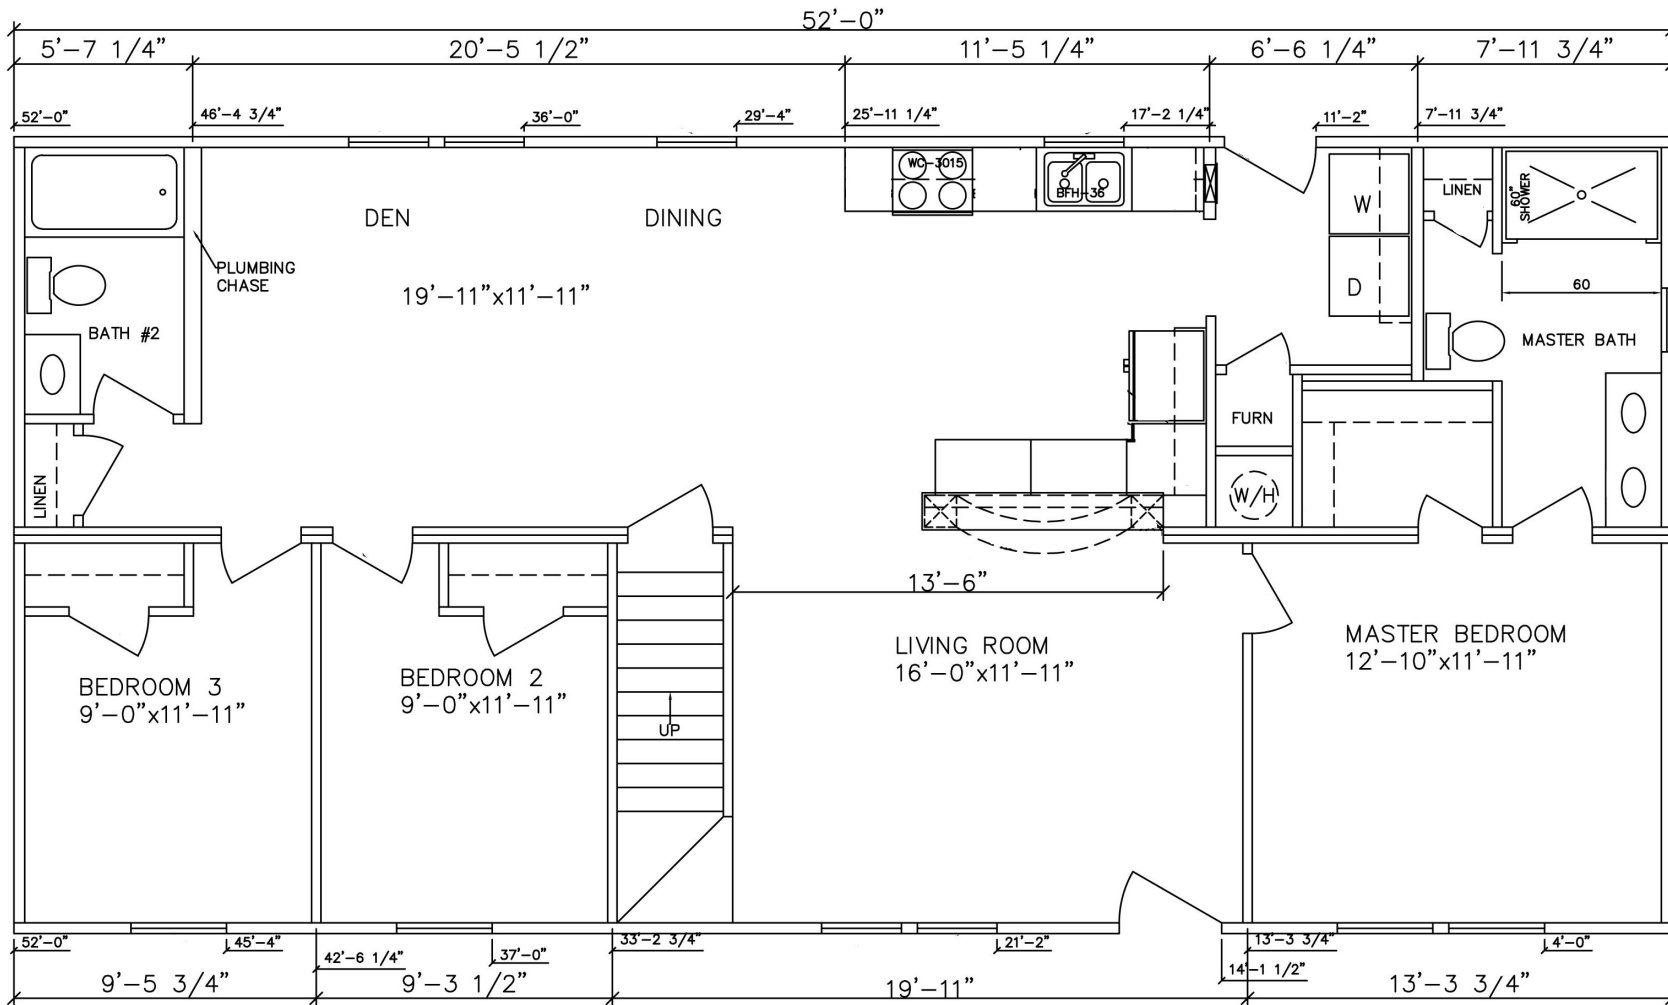 52'-0"
5'-7 1/4"
20'-5 1/2"
11'-5 1/4"
6'-6 1/4"
7'-11 3/4"
52'-0"
46'-4 3/4"
36'-0"
29'-4"
25'-11 1/4"
17'-2 1/4"
11'-2"
7'-11 3/4"
WC-3015
BFH-36
LINEN
60"
SHOWER
W
DEN
DINING
PLUMBING
CHASE
19'-11"x11'-11"
D
60
BATH #2
MASTER BATH
FURN
LINEN
W/H
13'-6"
LIVING ROOM
16'-0"x11'-11"
MASTER BEDROOM
12'-10"x11'-11"
BEDROOM 3
9'-0"x11'-11"
BEDROOM 2
9'-0"x11'-11"
UP
52'-0"
45'-4"
42'-6 1/4"
37'-0"
33'-2 3/4"
21'-2"
14'-1 1/2"
13'-3 3/4"
4'-0"
9'-5 3/4"
9'-3 1/2"
19'-11"
13'-3 3/4"